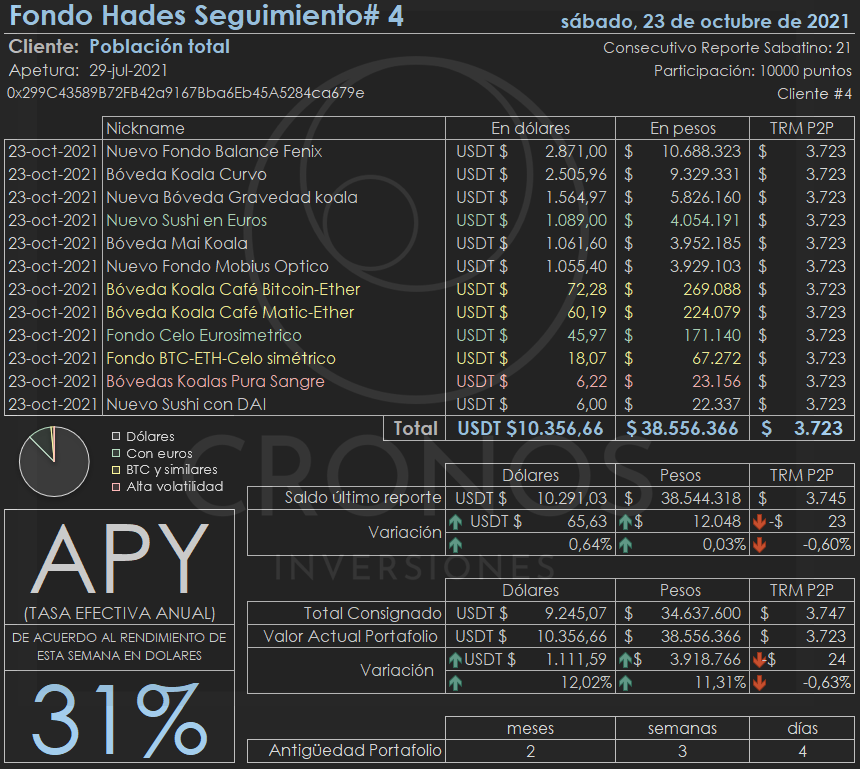 Fondo Hades Seguimiento# 4
sábado, 23 de octubre de 2021
Cliente: Población total
Consecutivo Reporte Sabatino: 21
Apetura: 29-jul-2021
Participación: 10000 puntos
0x299C43589B72FB42a9167Bba6Eb45A5284ca679e
Cliente #4
Nickname En dólares En pesos TRM P2P
23-oct-2021 Nuevo Fondo Balance Fenix USDT $ 2.871,00 $ 10.688.323 $ 3.723
23-oct-2021 Bóveda Koala Curvo USDT $ 2.505,96 $ 9.329.331 $ 3.723
23-oct-2021 Nueva Bóveda Gravedad koala USDT $ 1.564,97 $ 5.826.160 $ 3.723
23-oct-2021 Nuevo Sushi en Euros USDT $ 1.089,00 $ 4.054.191 $ 3.723
23-oct-2021 Bóveda Mai Koala USDT $ 1.061,60 $ 3.952.185 $ 3.723
23-oct-2021 Nuevo Fondo Mobius Optico USDT $ 1.055,40 $ 3.929.103 $ 3.723
23-oct-2021 Bóveda Koala Café Bitcoin-Ether USDT $ 72,28 $ 269.088 $ 3.723
23-oct-2021 Bóveda Koala Café Matic-Ether USDT $ 60,19 $ 224.079 $ 3.723
23-oct-2021 Fondo Celo Eurosimetrico USDT $ 45,97 $ 171.140 $ 3.723
23-oct-2021 Fondo BTC-ETH-Celo simétrico USDT $ 18,07 $ 67.272 $ 3.723
23-oct-2021 Bóvedas Koalas Pura Sangre USDT $ 6,22 $ 23.156 $ 3.723
23-oct-2021 Nuevo Sushi con DAI USDT $ 6,00 $ 22.337 $ 3.723
Total USDT $10.356,66 $ 38.556.366 $ 3.723
Dólares
Con euros
BTC y similares
Alta volatilidad
CRONOS
INVERSIONES
Dólares Pesos TRM P2P
Saldo último reporte USDT $ 10.291,03 $ 38.544.318 $ 3.745
Variación USDT $ 65,63 $ 12.048 -$ 23
0,64% 0,03% -0,60%
APY
(TASA EFECTIVA ANUAL)
DE ACUERDO AL RENDIMIENTO DE
ESTA SEMANA EN DOLARES
31%
Dólares Pesos TRM P2P
Total Consignado USDT $ 9.245,07 $ 34.637.600 $ 3.747
Valor Actual Portafolio USDT $ 10.356,66 $ 38.556.366 $ 3.723
Variación USDT $ 1.111,59 $ 3.918.766 -$ 24
12,02% 11,31% -0,63%
meses semanas días
Antigüedad Portafolio 2 3 4